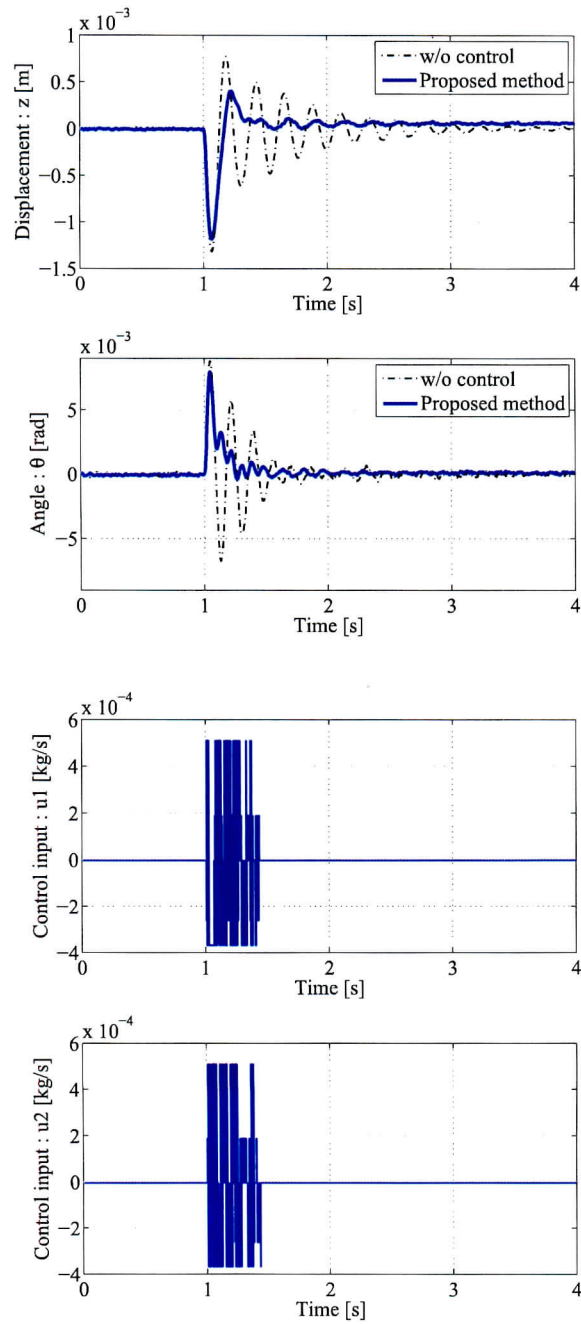 x 10−3
1
0.5
0
−0.5
−1
−1.5
Displacement : z [m]
w/o control
Proposed method
0
1
2
3
4
Time [s]
x 10−3
5
0
−5
Angle : θ [rad]
w/o control
Proposed method
0
1
2
3
4
Time [s]
x 10−4
6
4
2
0
−2
−4
Control input : u1 [kg/s]
0
1
2
3
4
Time [s]
x 10−4
6
4
2
0
−2
−4
Control input : u2 [kg/s]
0
1
2
3
4
Time [s]